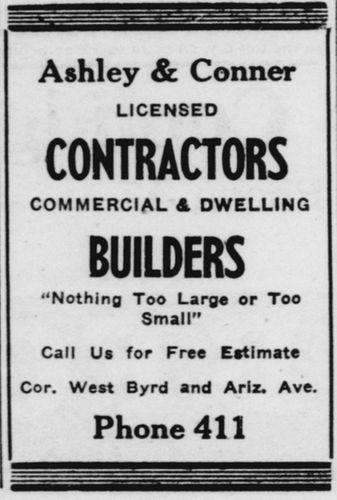 Ashley & Conner
LICENSED
CONTRACTORS
COMMERCIAL & DWELLING
BUILDERS
"Nothing Too Large or Too
Small"
Call Us for Free Estimate
Cor. West Byrd and Ariz. Ave.
Phone 411